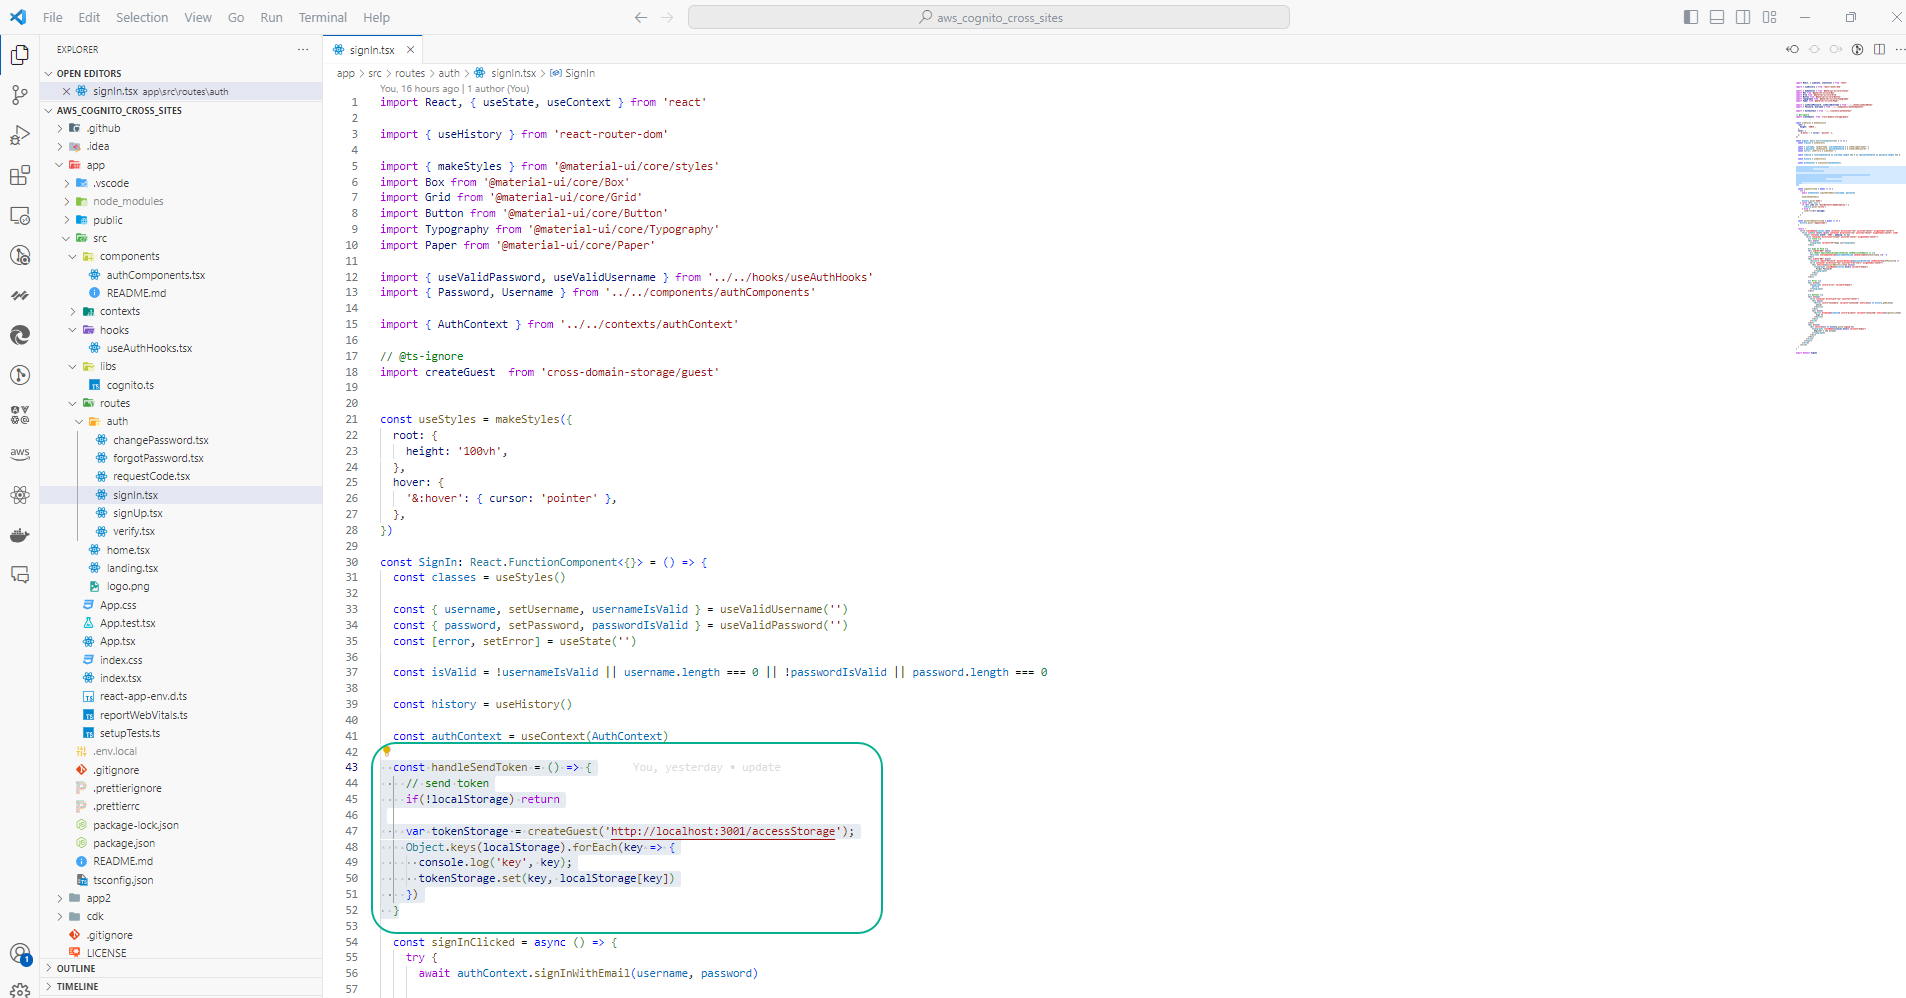 File Edit Selection View Go Run Terminal Help
aws_cognito_cross_sites
EXPLORER
OPEN EDITORS
signIn.tsx app\src\routes\auth
AWS_COGNITO_CROSS_SITES
.github
.idea
app
.vscode
node_modules
public
src
components
authComponents.tsx
README.md
contexts
hooks
useAuthHooks.tsx
libs
cognito.ts
routes
auth
changePassword.tsx
forgotPassword.tsx
requestCode.tsx
signIn.tsx
signUp.tsx
verify.tsx
home.tsx
landing.tsx
logo.png
App.css
App.test.tsx
App.tsx
index.css
index.tsx
react-app-env.d.ts
reportWebVitals.ts
setupTests.ts
.env.local
.gitignore
.prettierignore
.prettierrc
package-lock.json
package.json
README.md
tsconfig.json
app2
cdk
.gitignore
LICENSE
OUTLINE
TIMELINE
aws
1
signIn.tsx
app > src > routes > auth > signIn.tsx > SignIn
You, 16 hours ago | 1 author (You)
1 import React, { useState, useContext } from 'react'
2
3 import { useHistory } from 'react-router-dom'
4
5 import { makeStyles } from '@material-ui/core/styles'
6 import Box from '@material-ui/core/Box'
7 import Grid from '@material-ui/core/Grid'
8 import Button from '@material-ui/core/Button'
9 import Typography from '@material-ui/core/Typography'
10 import Paper from '@material-ui/core/Paper'
11
12 import { useValidPassword, useValidUsername } from '../../hooks/useAuthHooks'
13 import { Password, Username } from '../../components/authComponents'
14
15 import { AuthContext } from '../../contexts/authContext'
16
17 // @ts-ignore
18 import createGuest  from 'cross-domain-storage/guest'
19
20
21 const useStyles = makeStyles({
22 root: {
23 height: '100vh',
24 },
25 hover: {
26 '&:hover': { cursor: 'pointer' },
27 },
28 })
29
30 const SignIn: React.FunctionComponent<{}> = () => {
31 const classes = useStyles()
32
33 const { username, setUsername, usernameIsValid } = useValidUsername('')
34 const { password, setPassword, passwordIsValid } = useValidPassword('')
35 const [error, setError] = useState('')
36
37 const isValid = !usernameIsValid || username.length === 0 || !passwordIsValid || password.length === 0
38
39 const history = useHistory()
40
41 const authContext = useContext(AuthContext)
42
43 const handleSendToken = () => { You, yesterday • update
44 // send token
45 if(!localStorage) return
46
47 var tokenStorage = createGuest('http://localhost:3001/accessStorage');
48 Object.keys(localStorage).forEach(key => {
49 console.log('key', key);
50 tokenStorage.set(key, localStorage[key])
51 })
52 }
53
54 const signInClicked = async () => {
55 try {
56 await authContext.signInWithEmail(username, password)
57